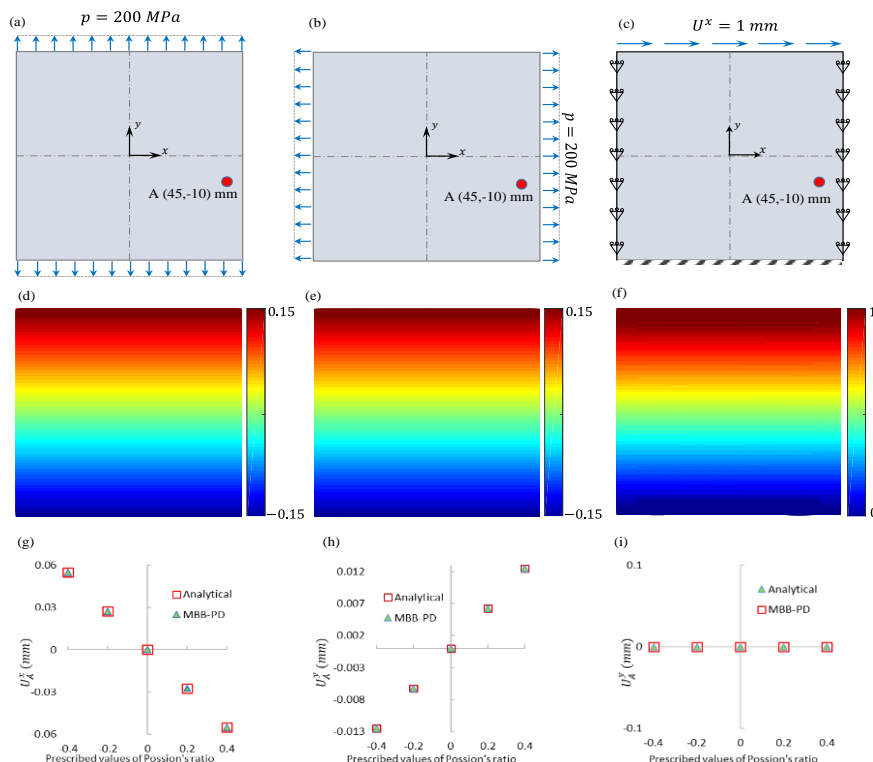 (a)
p = 200 MPa
y
x
A (45,-10) mm
(b)
y
x
A (45,-10) mm
p = 200 MPa
(c)
U^x = 1 mm
y
x
A (45,-10) mm
(d)
0.15
−0.15
(e)
0.15
−0.15
(f)
1
0
(g)
0.06
0.03
0
-0.03
-0.06
U_A^x (mm)
Analytical
MBB-PD
-0.4 -0.2 0 0.2 0.4
Prescribed values of Possion's ratio
(h)
0.012
0.007
0.002
-0.003
-0.008
-0.013
U_A^y (mm)
Analytical
MBB-PD
-0.4 -0.2 0 0.2 0.4
Prescribed values of Possion's ratio
(i)
0.1
0
-0.1
U_A^y (mm)
Analytical
MBB-PD
-0.4 -0.2 0 0.2 0.4
Prescribed values of Possion's ratio